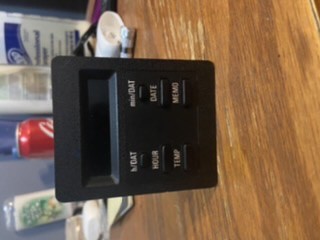 h/DAT min/DAT
HOUR DATE
TEMP MEMO